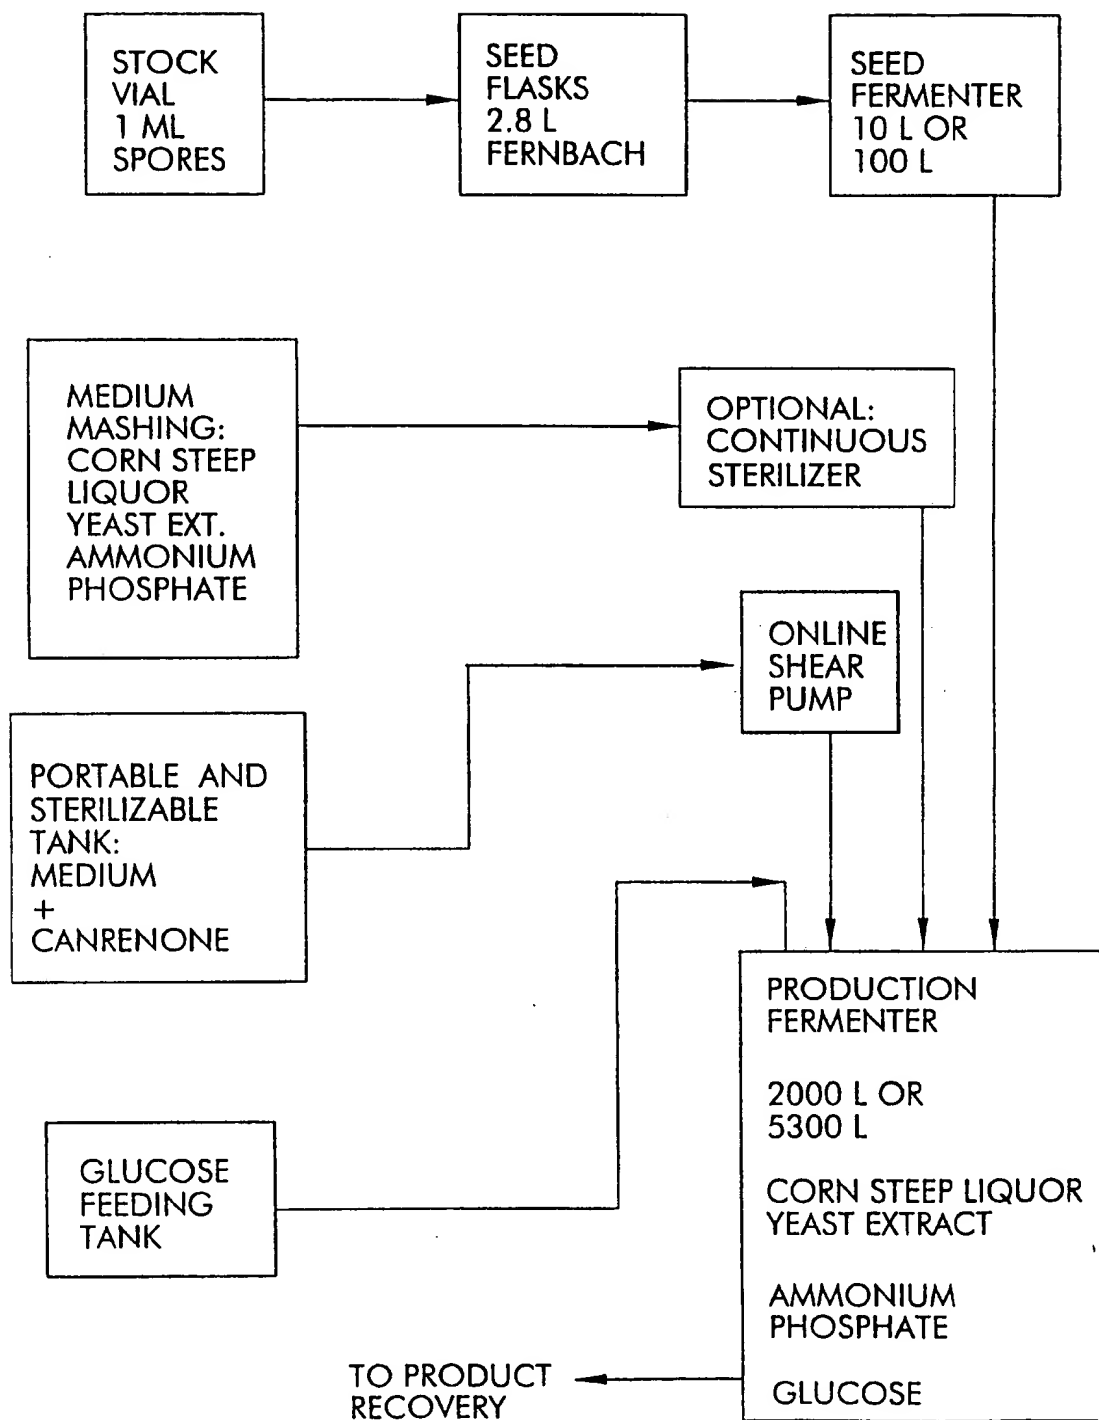 STOCK
VIAL
1 ML
SPORES
SEED
FLASKS
2.8 L
FERNBACH
SEED
FERMENTER
10 L OR
100 L
MEDIUM
MASHING:
CORN STEEP
LIQUOR
YEAST EXT.
AMMONIUM
PHOSPHATE
OPTIONAL:
CONTINUOUS
STERILIZER
ONLINE
SHEAR
PUMP
PORTABLE AND
STERILIZABLE
TANK:
MEDIUM
+
CANRENONE
GLUCOSE
FEEDING
TANK
PRODUCTION
FERMENTER
2000 L OR
5300 L
CORN STEEP LIQUOR
YEAST EXTRACT
AMMONIUM
PHOSPHATE
GLUCOSE
TO PRODUCT
RECOVERY